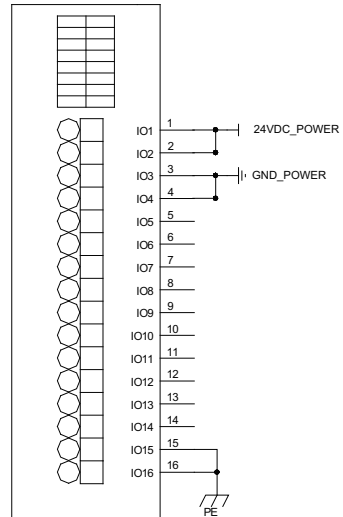 IO1 1 24VDC_POWER
IO2 2
IO3 3 GND_POWER
IO4 4
IO5 5
IO6 6
IO7 7
IO8 8
IO9 9
IO10 10
IO11 11
IO12 12
IO13 13
IO14 14
IO15 15
IO16 16
PE